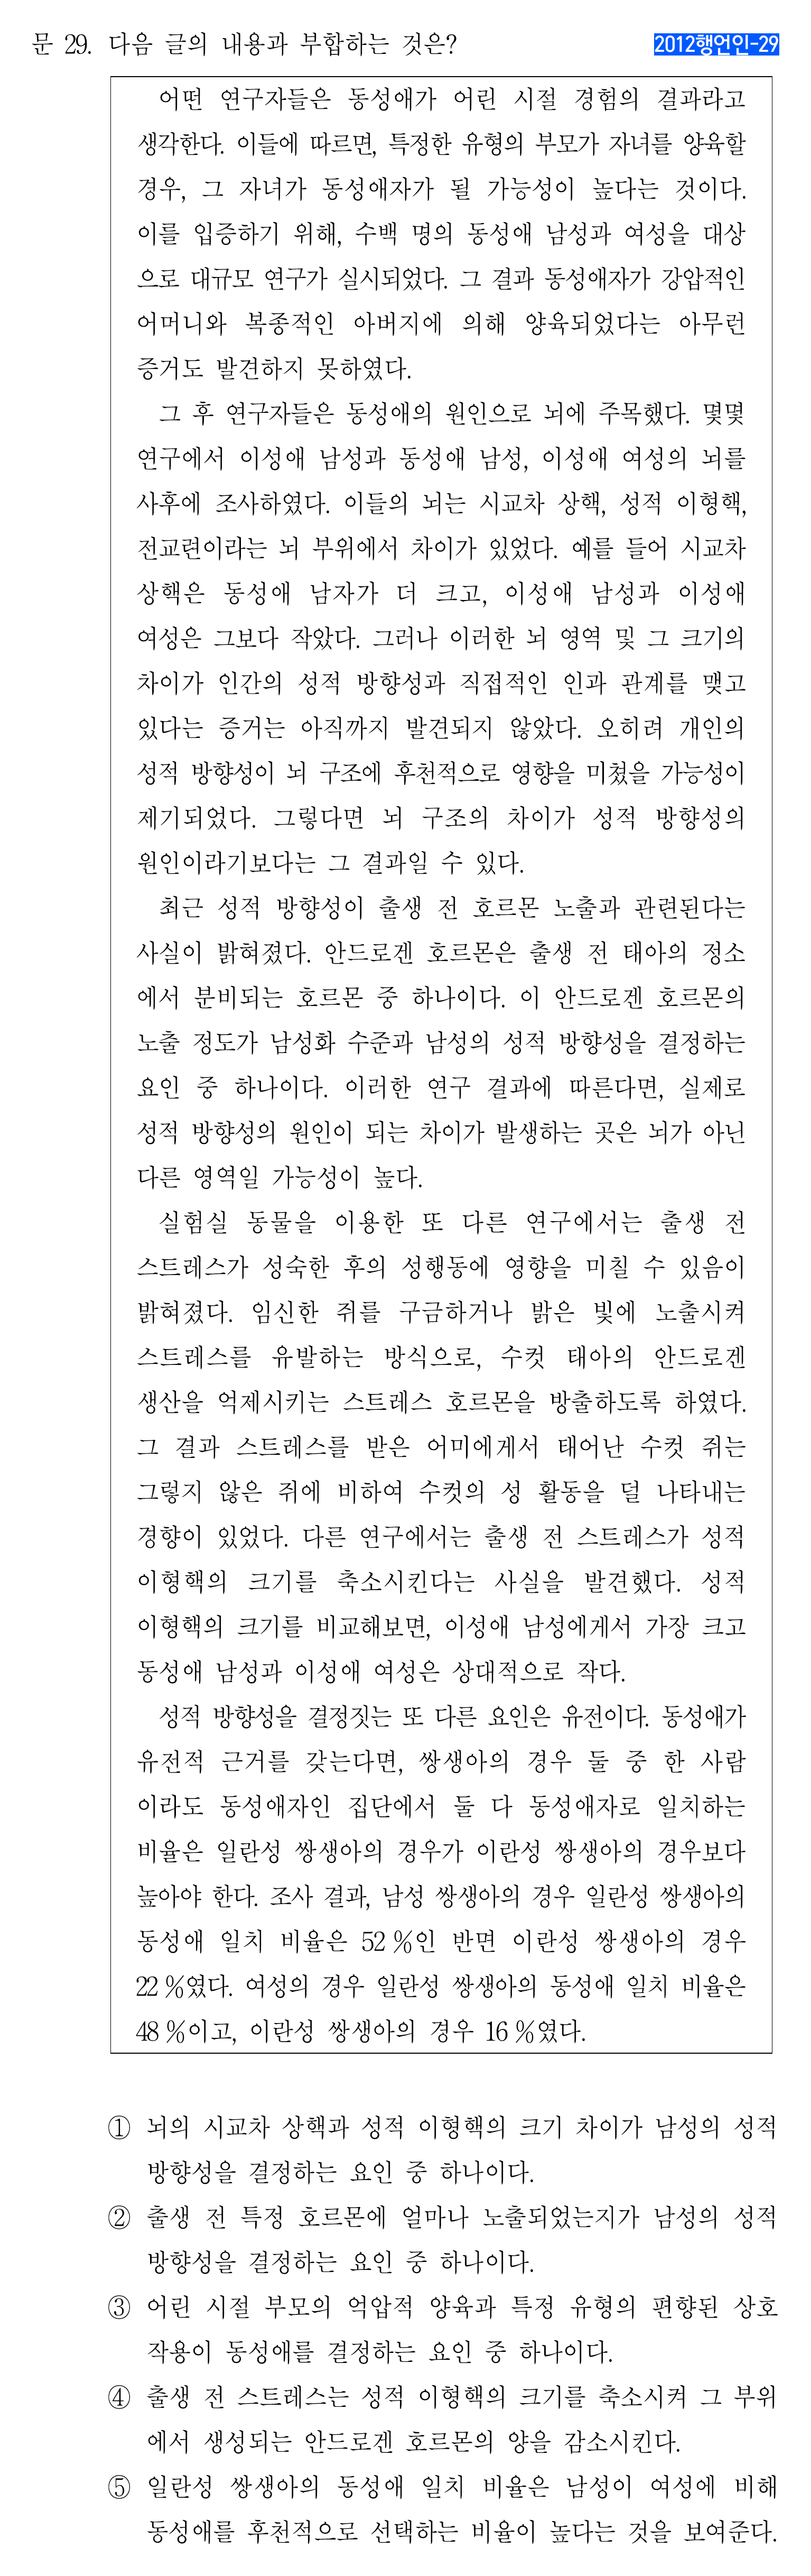 문 29. 다음 글의 내용과 부합하는 것은?
2012행언인-29
어떤 연구자들은 동성애가 어린 시절 경험의 결과라고
생각한다. 이들에 따르면, 특정한 유형의 부모가 자녀를 양육할
경우, 그 자녀가 동성애자가 될 가능성이 높다는 것이다.
이를 입증하기 위해, 수백 명의 동성애 남성과 여성을 대상
으로 대규모 연구가 실시되었다. 그 결과 동성애자가 강압적인
어머니와 복종적인 아버지에 의해 양육되었다는 아무런
증거도 발견하지 못하였다.
그 후 연구자들은 동성애의 원인으로 뇌에 주목했다. 몇몇
연구에서 이성애 남성과 동성애 남성, 이성애 여성의 뇌를
사후에 조사하였다. 이들의 뇌는 시교차 상핵, 성적 이형핵,
전교련이라는 뇌 부위에서 차이가 있었다. 예를 들어 시교차
상핵은 동성애 남자가 더 크고, 이성애 남성과 이성애
여성은 그보다 작았다. 그러나 이러한 뇌 영역 및 그 크기의
차이가 인간의 성적 방향성과 직접적인 인과 관계를 맺고
있다는 증거는 아직까지 발견되지 않았다. 오히려 개인의
성적 방향성이 뇌 구조에 후천적으로 영향을 미쳤을 가능성이
제기되었다. 그렇다면 뇌 구조의 차이가 성적 방향성의
원인이라기보다는 그 결과일 수 있다.
최근 성적 방향성이 출생 전 호르몬 노출과 관련된다는
사실이 밝혀졌다. 안드로겐 호르몬은 출생 전 태아의 정소
에서 분비되는 호르몬 중 하나이다. 이 안드로겐 호르몬의
노출 정도가 남성화 수준과 남성의 성적 방향성을 결정하는
요인 중 하나이다. 이러한 연구 결과에 따른다면, 실제로
성적 방향성의 원인이 되는 차이가 발생하는 곳은 뇌가 아닌
다른 영역일 가능성이 높다.
실험실 동물을 이용한 또 다른 연구에서는 출생 전
스트레스가 성숙한 후의 성행동에 영향을 미칠 수 있음이
밝혀졌다. 임신한 쥐를 구금하거나 밝은 빛에 노출시켜
스트레스를 유발하는 방식으로, 수컷 태아의 안드로겐
생산을 억제시키는 스트레스 호르몬을 방출하도록 하였다.
그 결과 스트레스를 받은 어미에게서 태어난 수컷 쥐는
그렇지 않은 쥐에 비하여 수컷의 성 활동을 덜 나타내는
경향이 있었다. 다른 연구에서는 출생 전 스트레스가 성적
이형핵의 크기를 축소시킨다는 사실을 발견했다. 성적
이형핵의 크기를 비교해보면, 이성애 남성에게서 가장 크고
동성애 남성과 이성애 여성은 상대적으로 작다.
성적 방향성을 결정짓는 또 다른 요인은 유전이다. 동성애가
유전적 근거를 갖는다면, 쌍생아의 경우 둘 중 한 사람
이라도 동성애자인 집단에서 둘 다 동성애자로 일치하는
비율은 일란성 쌍생아의 경우가 이란성 쌍생아의 경우보다
높아야 한다. 조사 결과, 남성 쌍생아의 경우 일란성 쌍생아의
동성애 일치 비율은 52 %인 반면 이란성 쌍생아의 경우
22 %였다. 여성의 경우 일란성 쌍생아의 동성애 일치 비율은
48 %이고, 이란성 쌍생아의 경우 16 %였다.
① 뇌의 시교차 상핵과 성적 이형핵의 크기 차이가 남성의 성적
방향성을 결정하는 요인 중 하나이다.
② 출생 전 특정 호르몬에 얼마나 노출되었는지가 남성의 성적
방향성을 결정하는 요인 중 하나이다.
③ 어린 시절 부모의 억압적 양육과 특정 유형의 편향된 상호
작용이 동성애를 결정하는 요인 중 하나이다.
④ 출생 전 스트레스는 성적 이형핵의 크기를 축소시켜 그 부위
에서 생성되는 안드로겐 호르몬의 양을 감소시킨다.
⑤ 일란성 쌍생아의 동성애 일치 비율은 남성이 여성에 비해
동성애를 후천적으로 선택하는 비율이 높다는 것을 보여준다.